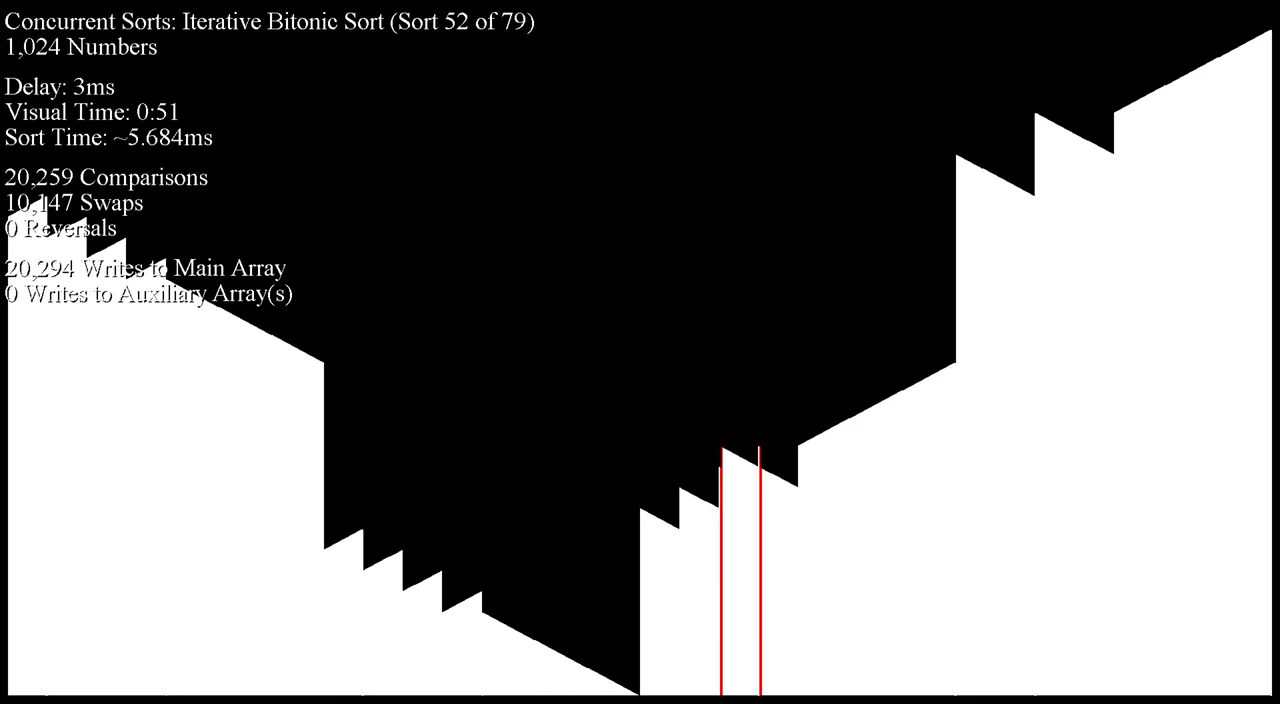 Concurrent Sorts: Iterative Bitonic Sort (Sort 52 of 79)
1,024 Numbers
Delay: 3ms
Visual Time: 0:51
Sort Time: ~5.684ms
20,259 Comparisons
10,147 Swaps
0 Reversals
20,294 Writes to Main Array
0 Writes to Auxiliary Array(s)